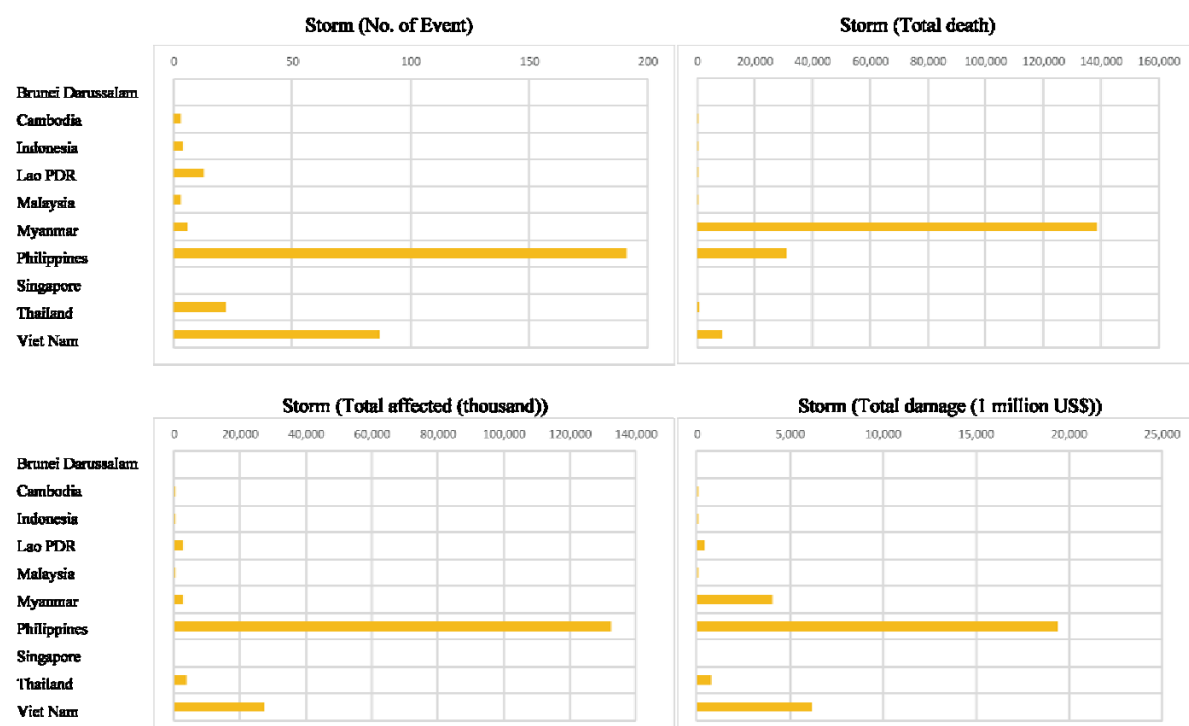 Storm (No. of Event)
0 50 100 150 200
Brunei Darussalam
Cambodia
Indonesia
Lao PDR
Malaysia
Myanmar
Philippines
Singapore
Thailand
Viet Nam
Storm (Total death)
0 20,000 40,000 60,000 80,000 100,000 120,000 140,000 160,000
Storm (Total affected (thousand))
0 20,000 40,000 60,000 80,000 100,000 120,000 140,000
Brunei Darussalam
Cambodia
Indonesia
Lao PDR
Malaysia
Myanmar
Philippines
Singapore
Thailand
Viet Nam
Storm (Total damage (1 million US$))
0 5,000 10,000 15,000 20,000 25,000